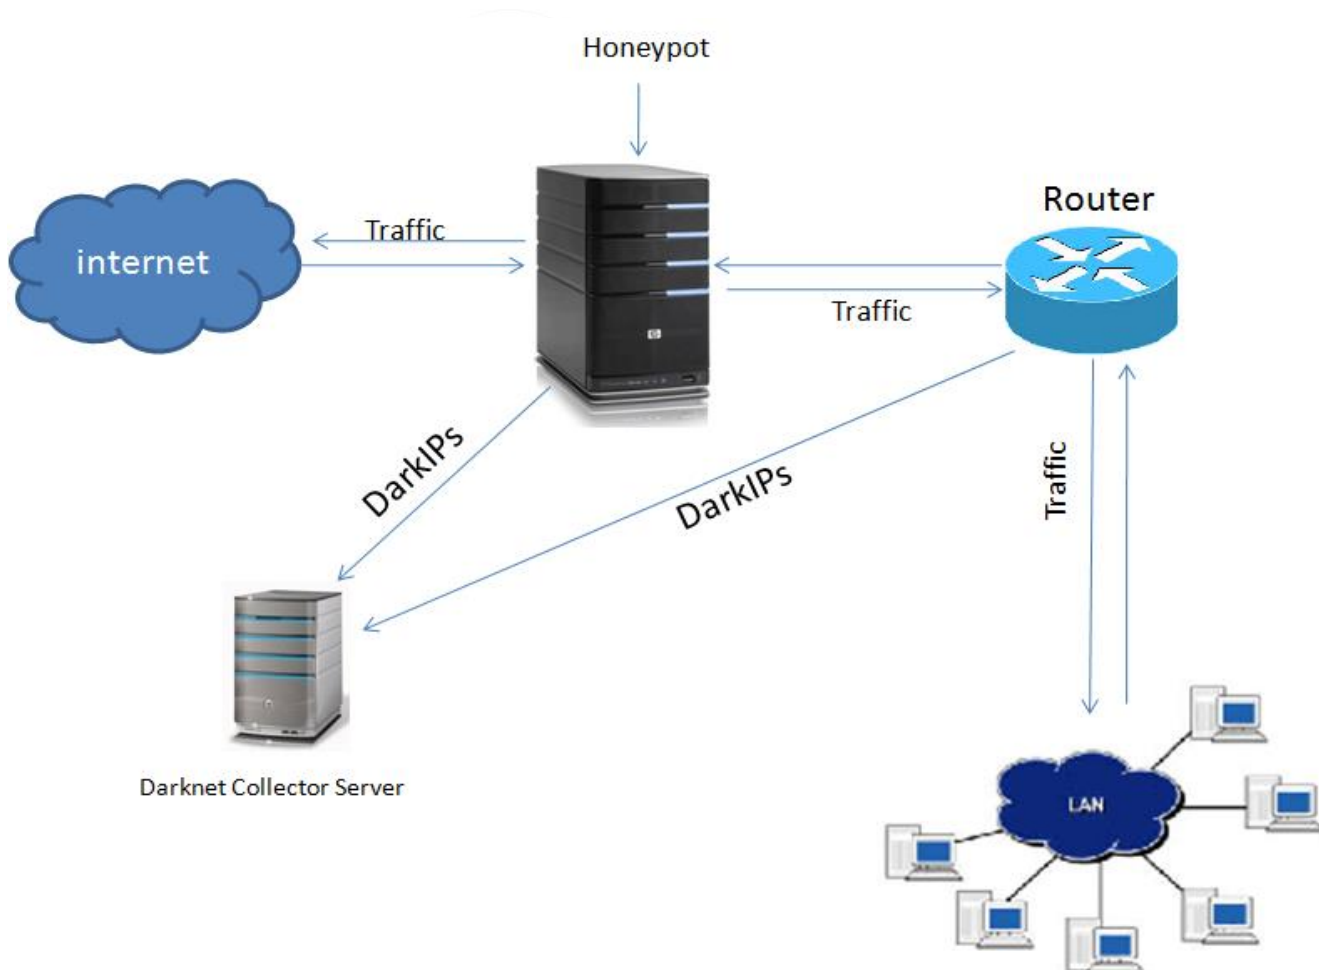 Honeypot
Router
Traffic
internet
Traffic
DarkIPs
DarkIPs
Traffic
Darknet Collector Server
LAN